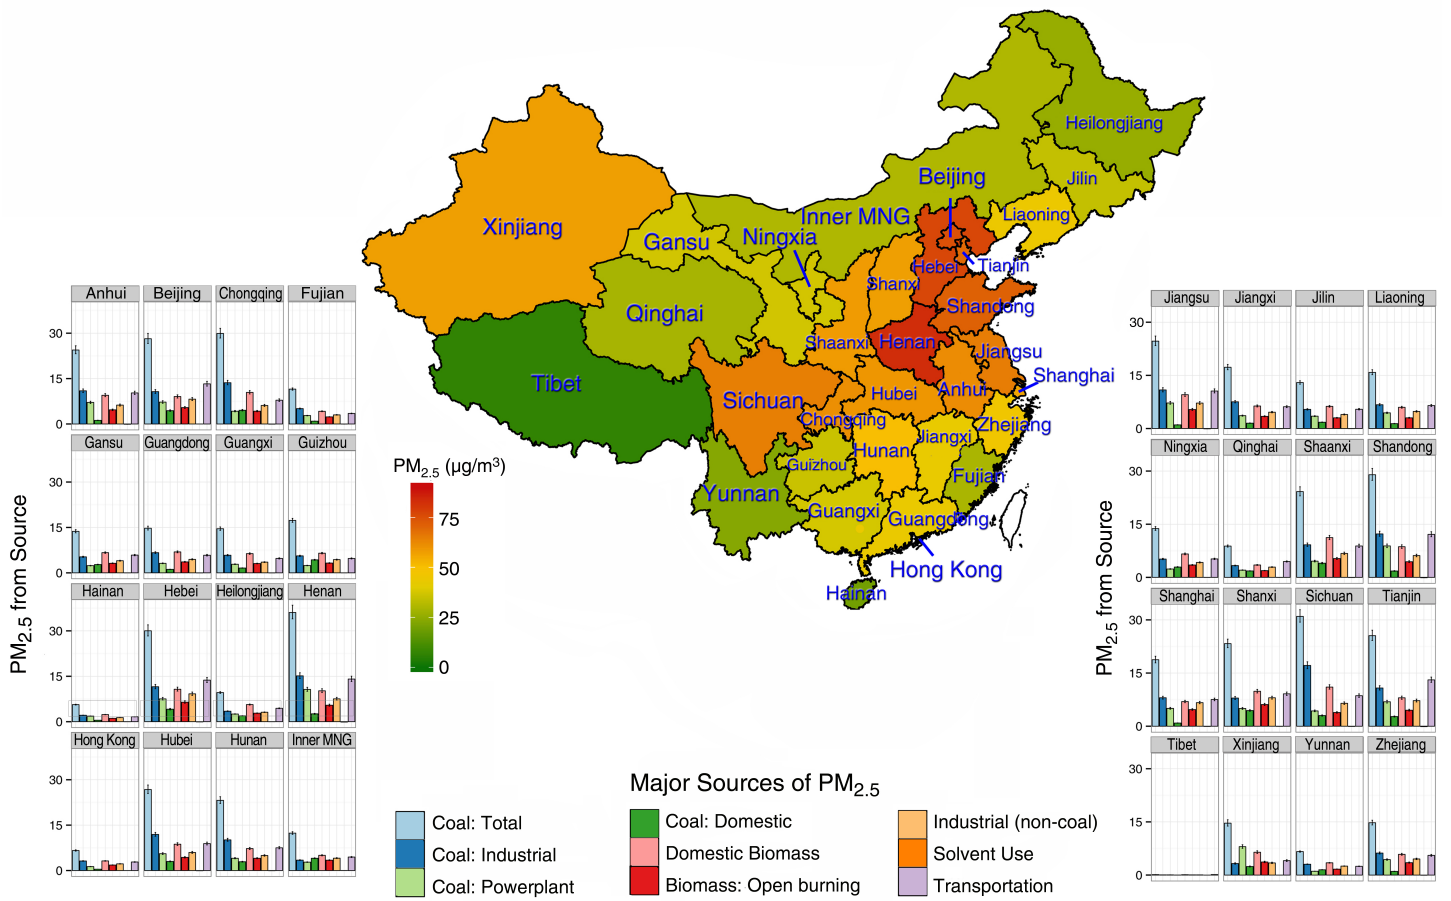 Anhui Beijing Chongqing Fujian
30
15
0
Gansu Guangdong Guangxi Guizhou
30
15
0
Hainan Hebei Heilongjiang Henan
30
15
0
Hong Kong Hubei Hunan Inner MNG
30
15
0
PM2.5 from Source
Heilongjiang
Jilin
Beijing
Liaoning
Inner MNG
Xinjiang
Ningxia
Gansu
Hebei
Tianjin
Shanxi
Shandong
Qinghai
Shaanxi
Henan
Jiangsu
Shanghai
Tibet
Sichuan
Hubei
Anhui
Chongqing
Zhejiang
Jiangxi
Hunan
Guizhou
Fujian
Yunnan
Guangxi
Guangdong
Hong Kong
Hainan
PM2.5 (µg/m3)
75
50
25
0
Jiangsu Jiangxi Jilin Liaoning
30
15
0
Ningxia Qinghai Shaanxi Shandong
30
15
0
Shanghai Shanxi Sichuan Tianjin
30
15
0
Tibet Xinjiang Yunnan Zhejiang
30
15
0
PM2.5 from Source
Major Sources of PM2.5
Coal: Total
Coal: Industrial
Coal: Powerplant
Coal: Domestic
Domestic Biomass
Biomass: Open burning
Industrial (non-coal)
Solvent Use
Transportation